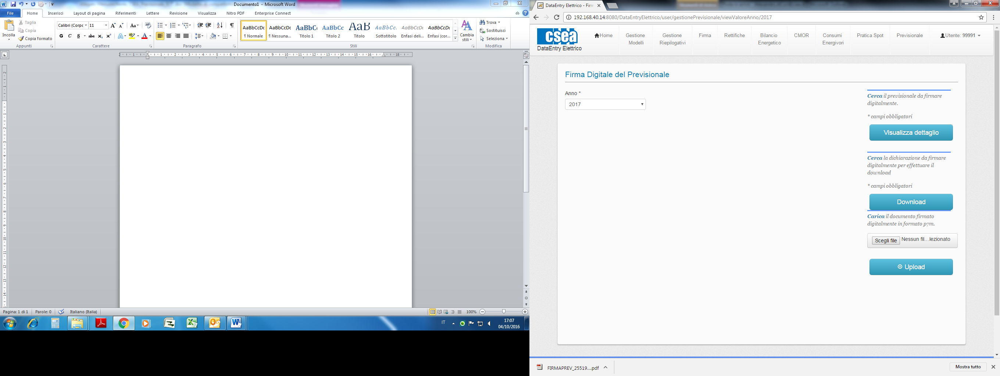 Documento1 - Microsoft Word
File Home Inserisci Layout di pagina Riferimenti Lettere Revisione Visualizza Nitro PDF Enterprise Connect
Incolla
Taglia
Copia
Copia formato
Appunti
Calibri (Corpo 11
G C S abc x₂ x²
Carattere
Paragrafo
AaBbCcDc AaBbCcDc AaBbC AaBbCc AaB AaBbCc. AaBbCcDc AaBbCcDc
¶ Normale ¶ Nessuna... Titolo 1 Titolo 2 Titolo Sottotitolo Enfasi deli... Enfasi (cor...
Stili
Cambia
stili
Trova
Sostituisci
Seleziona
Modifica
Pagina: 1 di 1 Parole: 0 Italiano (Italia) 100%
IT
17:07
04/10/2016
DataEntry Elettrico - Firm
192.168.40.14:8080/DataEntryElettrico/user/gestionePrevisionale/viewValoreAnno/2017
csea
DataEntry Elettrico
Home
Gestione
Modelli
Gestione
Riepilogativi
Firma
Rettifiche
Bilancio
Energetico
CMOR
Consumi
Energivori
Pratica Spot
Previsionale
Utente: 99991
Firma Digitale del Previsionale
Anno *
2017
Cerca il previsionale da firmare
digitalmente.
* campi obbligatori
Visualizza dettaglio
Cerca la dichiarazione da firmare
digitalmente per effettuare il
download
* campi obbligatori
Download
Carica il documento firmato
digitalmente in formato p7m.
Scegli file Nessun fil...lezionato
Upload
FIRMAPREV_25519....pdf
Mostra tutto